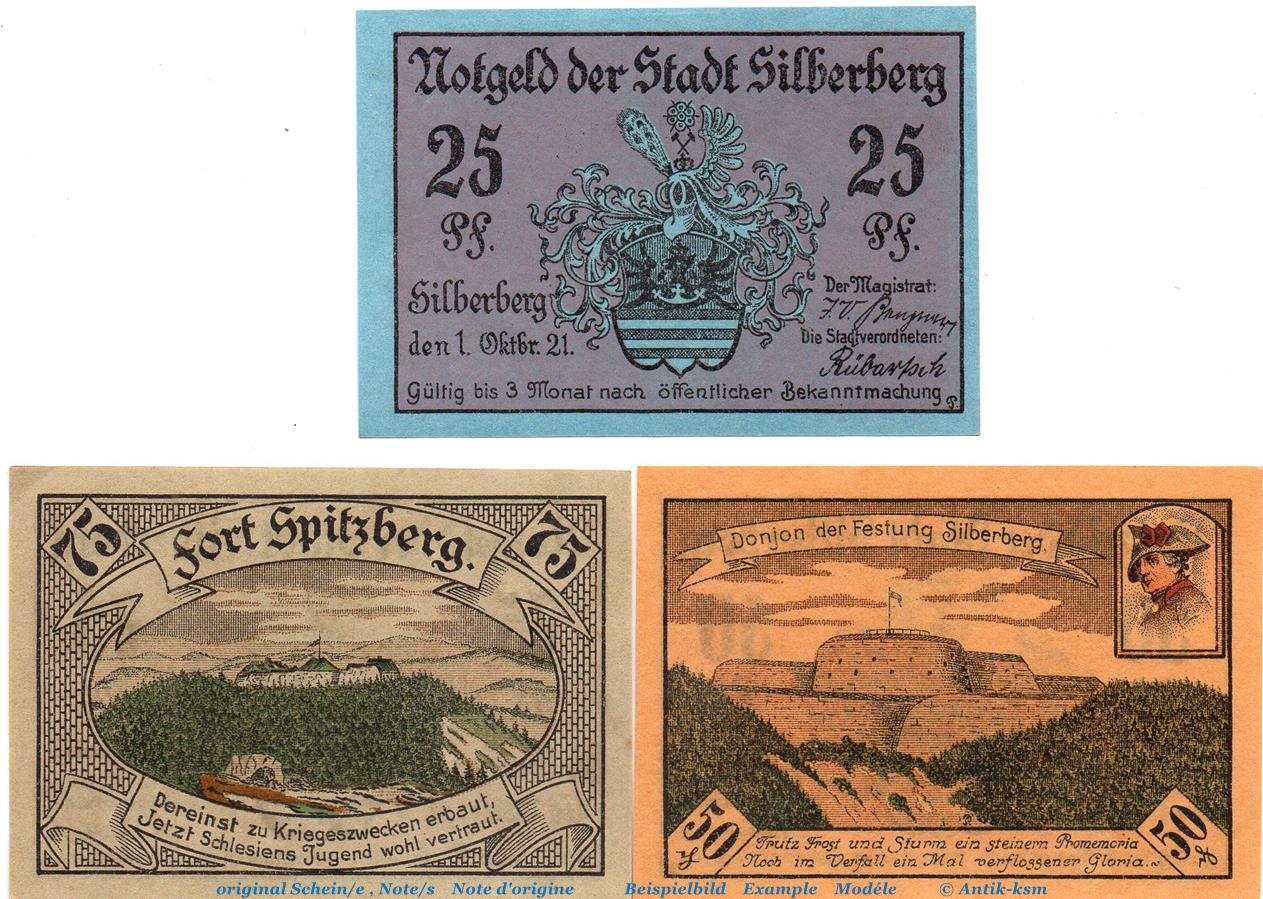 Notgeld der Stadt Silberberg
25 25
Pf. Pf.
Silberberg
den 1. Oktbr. 21.
Der Magistrat:
J.V.
Die Stadtverordneten:
Rübartsch
Gültig bis 3 Monat nach öffentlicher Bekanntmachung
P.
75 75
Fort Spitzberg.
Dereinst zu Kriegeszwecken erbaut,
Jetzt Schlesiens Jugend wohl vertraut.
Donjon der Festung Silberberg.
50 50
Trutz Frost und Sturm ein steinern Promemoria
Noch im Verfall ein Mal verflossener Gloria.
original Schein/e , Note/s Note d'origine Beispielbild Example Modéle © Antik-ksm